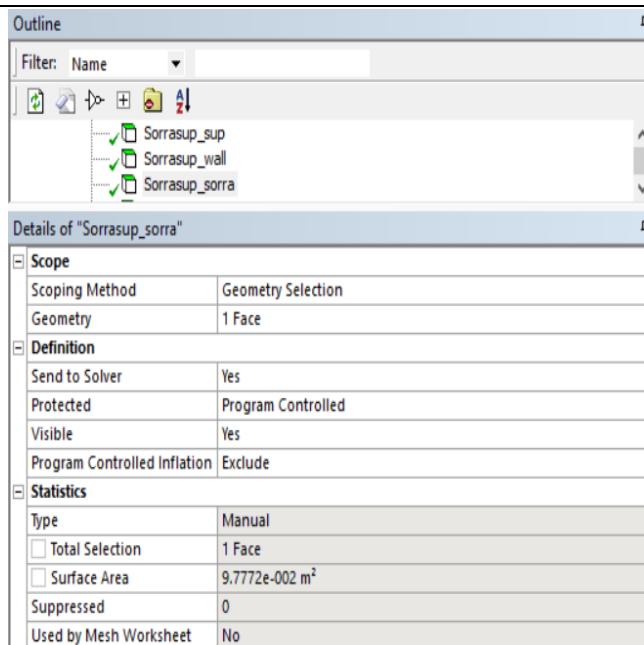 Outline
Filter: Name
Sorrasup_sup
Sorrasup_wall
Sorrasup_sorra
Details of "Sorrasup_sorra"
Scope
Scoping Method Geometry Selection
Geometry 1 Face
Definition
Send to Solver Yes
Protected Program Controlled
Visible Yes
Program Controlled Inflation Exclude
Statistics
Type Manual
Total Selection 1 Face
Surface Area 9.7772e-002 m²
Suppressed 0
Used by Mesh Worksheet No